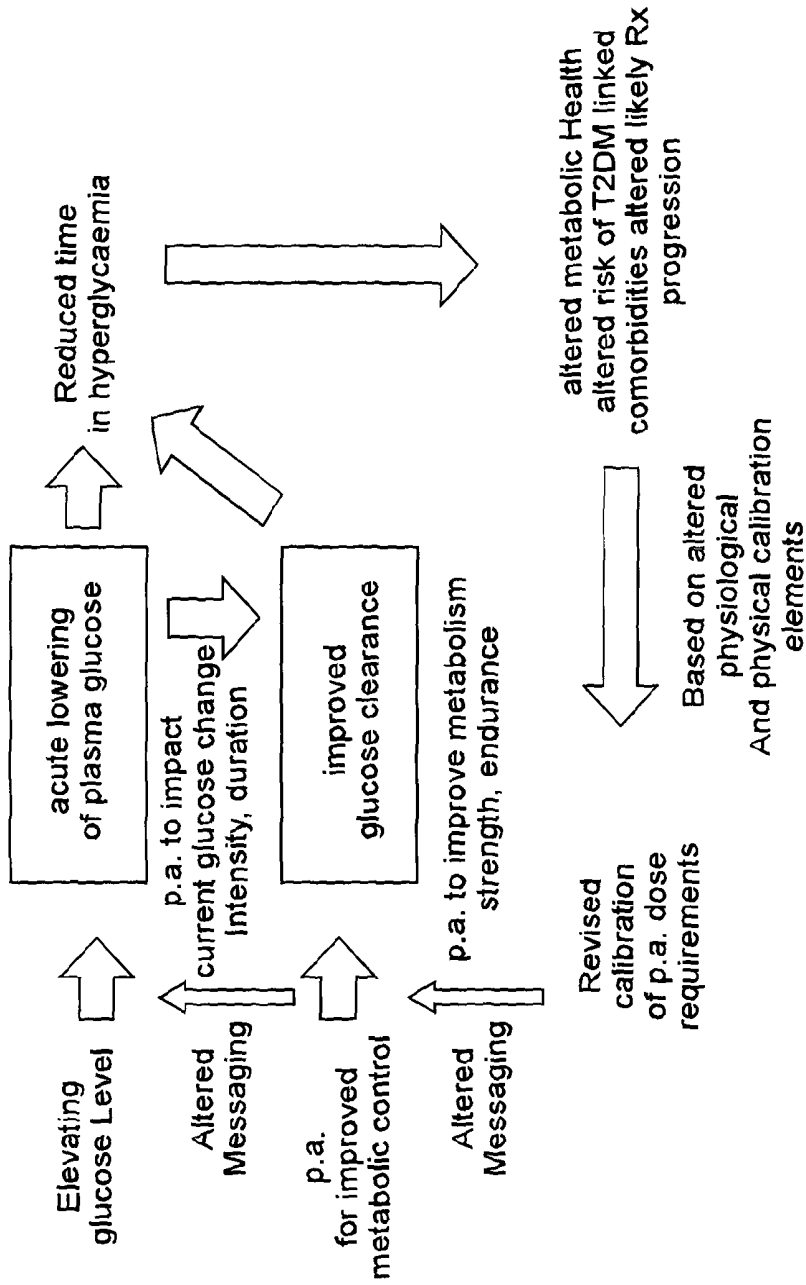 Elevating
glucose Level
acute lowering
of plasma glucose
Reduced time
in hyperglycaemia
Altered
Messaging
p.a. to impact
current glucose change
Intensity, duration
p.a.
for improved
metabolic control
improved
glucose clearance
Altered
Messaging
p.a. to improve metabolism
strength, endurance
Revised
calibration
of p.a. dose
requirements
Based on altered
physiological
And physical calibration
elements
altered metabolic Health
altered risk of T2DM linked
comorbidities altered likely Rx
progression